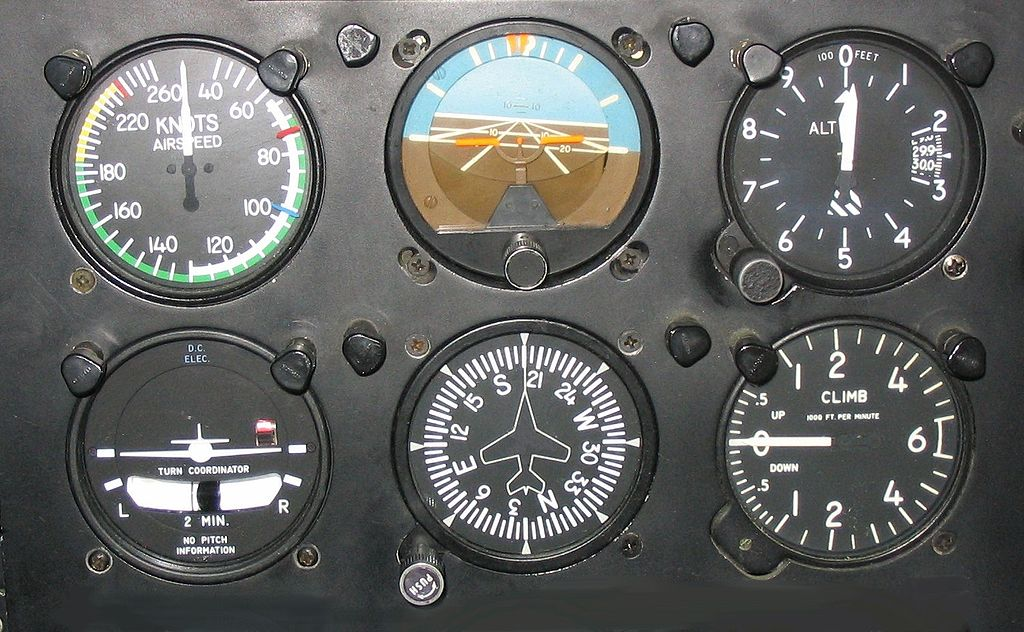 260 40
220 60
KNOTS
AIRSPEED
180 80
160 100
140 120
10 10
10 10
20
100 FEET
0
9 1
ALT
8 2
29.9
30.0
7 3
6 4
5
D.C.
ELEC.
TURN COORDINATOR
L R
2 MIN.
NO PITCH
INFORMATION
S 21 24 W 30 33 N 3 6 E 12 15
PUSH
1 2 4
CLIMB
.5 UP
1000 FT. PER MINUTE
0 6
DOWN
.5
1 2 4